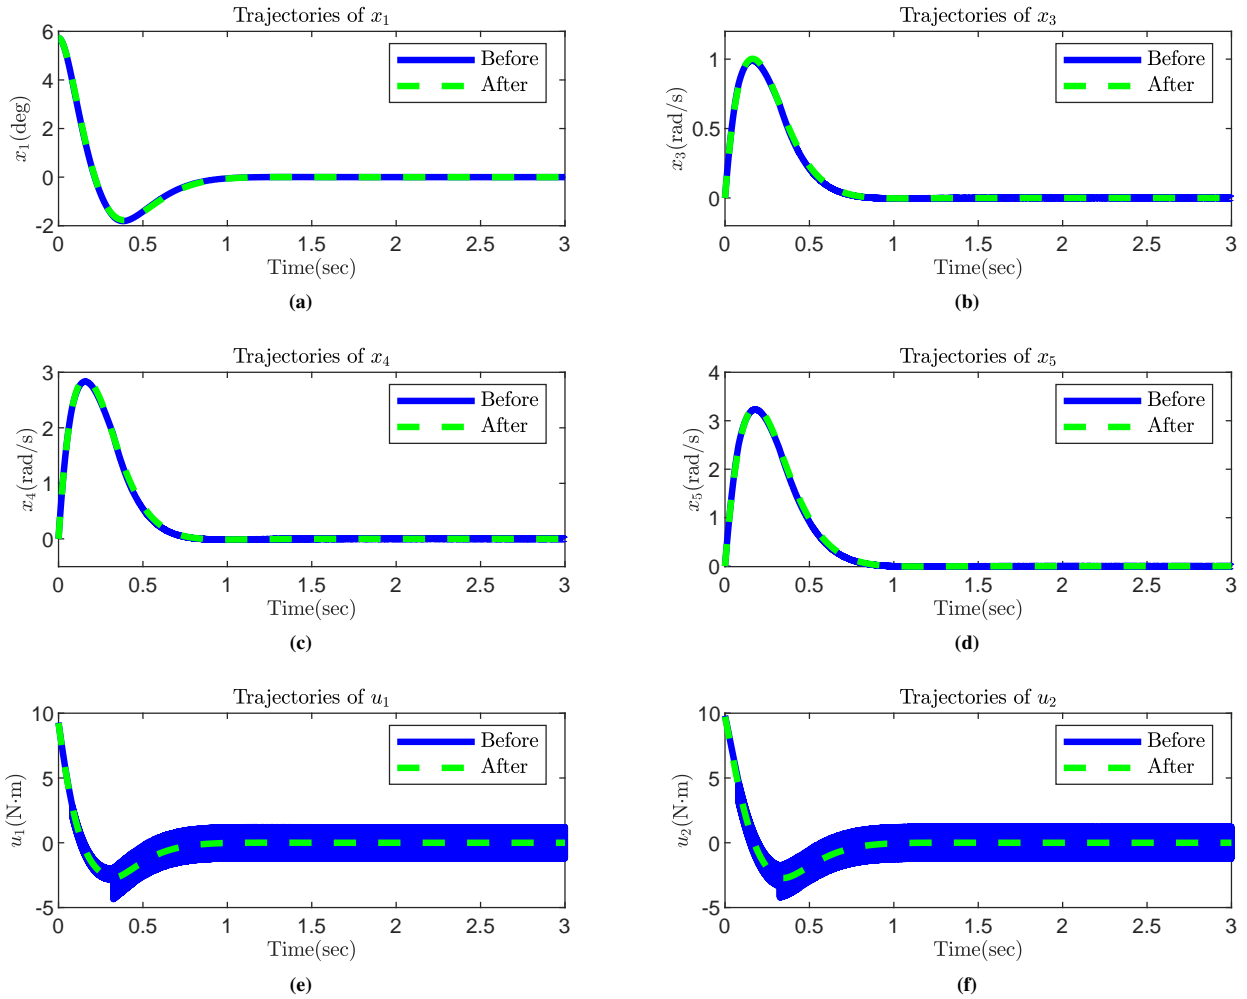 Trajectories of x₁
6
4
2
0
-2
x₁(deg)
Before
After
0 0.5 1 1.5 2 2.5 3
Time(sec)
(a)
Trajectories of x₃
1
0.5
0
x₃(rad/s)
Before
After
0 0.5 1 1.5 2 2.5 3
Time(sec)
(b)
Trajectories of x₄
3
2
1
0
x₄(rad/s)
Before
After
0 0.5 1 1.5 2 2.5 3
Time(sec)
(c)
Trajectories of x₅
4
3
2
1
0
x₅(rad/s)
Before
After
0 0.5 1 1.5 2 2.5 3
Time(sec)
(d)
Trajectories of u₁
10
5
0
-5
u₁(N·m)
Before
After
0 0.5 1 1.5 2 2.5 3
Time(sec)
(e)
Trajectories of u₂
10
5
0
-5
u₂(N·m)
Before
After
0 0.5 1 1.5 2 2.5 3
Time(sec)
(f)